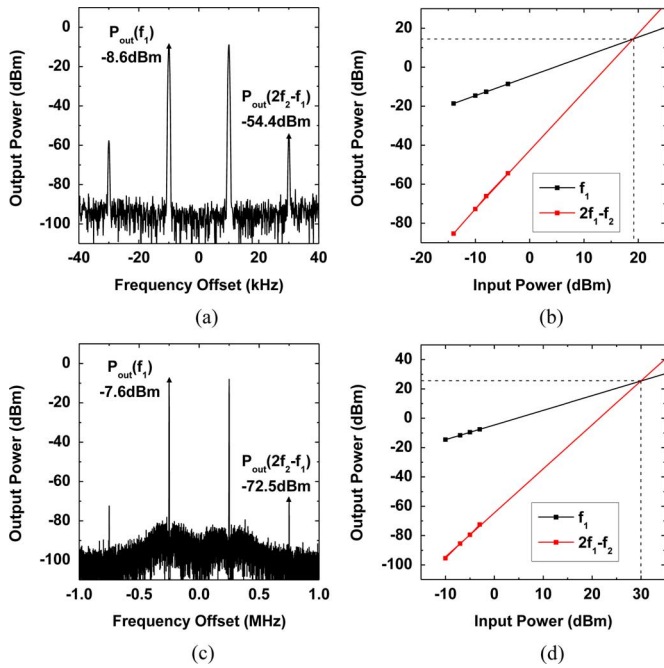 P_out(f_1)
-8.6dBm
P_out(2f_2-f_1)
-54.4dBm
0
-20
-40
-60
-80
-100
Output Power (dBm)
-40 -20 0 20 40
Frequency Offset (kHz)
(a)
20
0
-20
-40
-60
-80
Output Power (dBm)
f_1
2f_1-f_2
-20 -10 0 10 20
Input Power (dBm)
(b)
P_out(f_1)
-7.6dBm
P_out(2f_2-f_1)
-72.5dBm
0
-20
-40
-60
-80
-100
Output Power (dBm)
-1.0 -0.5 0.0 0.5 1.0
Frequency Offset (MHz)
(c)
40
20
0
-20
-40
-60
-80
-100
Output Power (dBm)
f_1
2f_1-f_2
-10 0 10 20 30
Input Power (dBm)
(d)